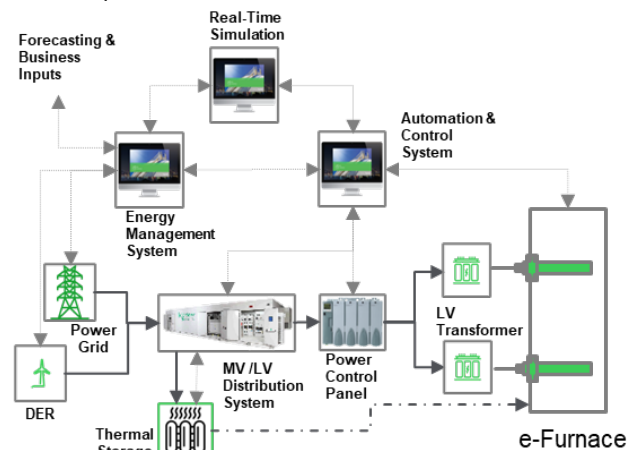 Real-Time
Simulation
Forecasting &
Business
Inputs
Automation &
Control
System
Energy
Management
System
Power
Grid
LV
Transformer
MV /LV
Distribution
System
Power
Control
Panel
DER
Thermal
Storage
e-Furnace